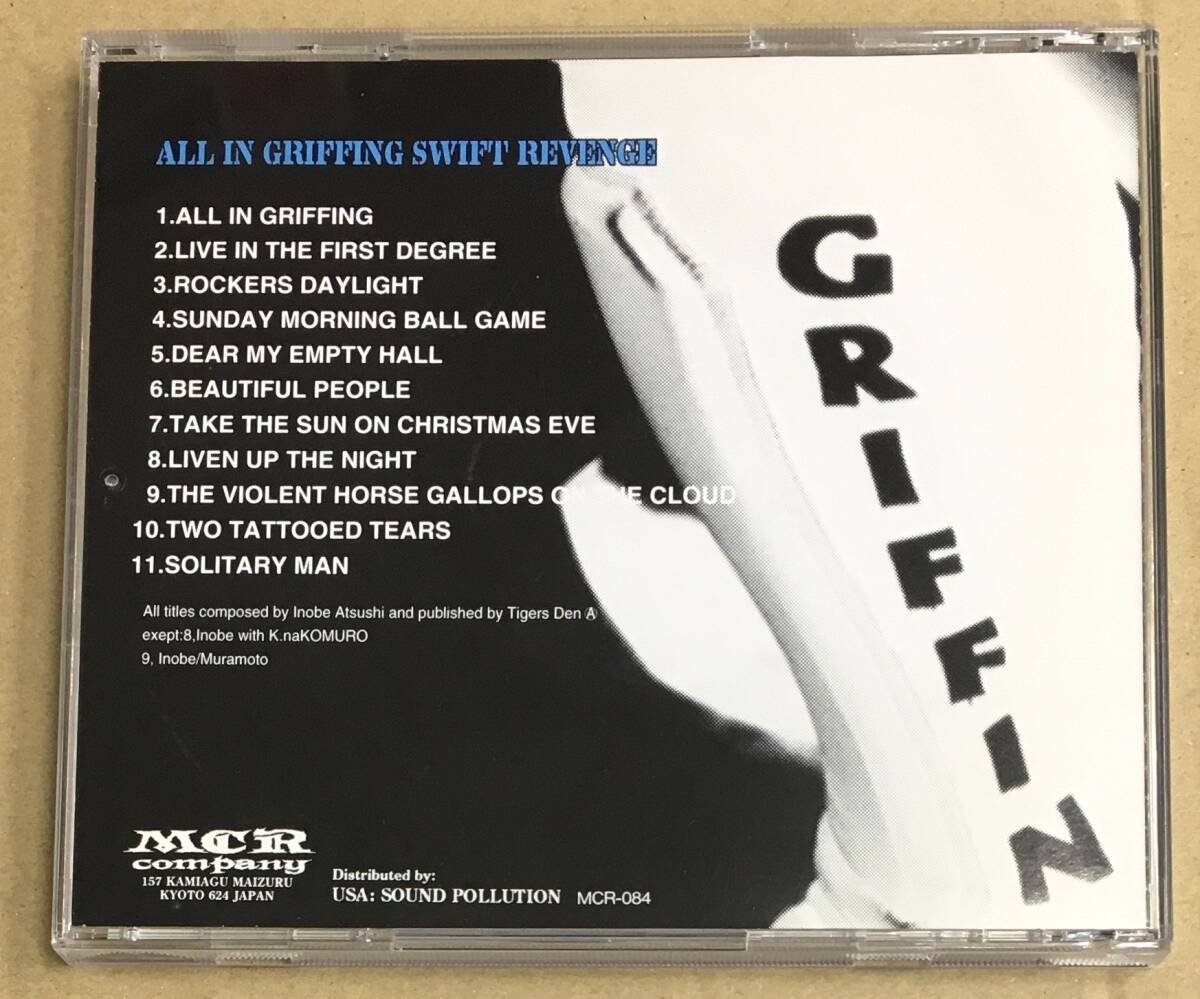 ALL IN GRIFFING SWIFT REVENGE
1.ALL IN GRIFFING
2.LIVE IN THE FIRST DEGREE
3.ROCKERS DAYLIGHT
4.SUNDAY MORNING BALL GAME
5.DEAR MY EMPTY HALL
6.BEAUTIFUL PEOPLE
7.TAKE THE SUN ON CHRISTMAS EVE
8.LIVEN UP THE NIGHT
9.THE VIOLENT HORSE GALLOPS ON THE CLOUD
10.TWO TATTOOED TEARS
11.SOLITARY MAN
All titles composed by Inobe Atsushi and published by Tigers Den Ⓐ
exept:8,Inobe with K.naKOMURO
9, Inobe/Muramoto
GRIFFIN
MCR
company
157 KAMIAGU MAIZURU
KYOTO 624 JAPAN
Distributed by:
USA: SOUND POLLUTION MCR-084